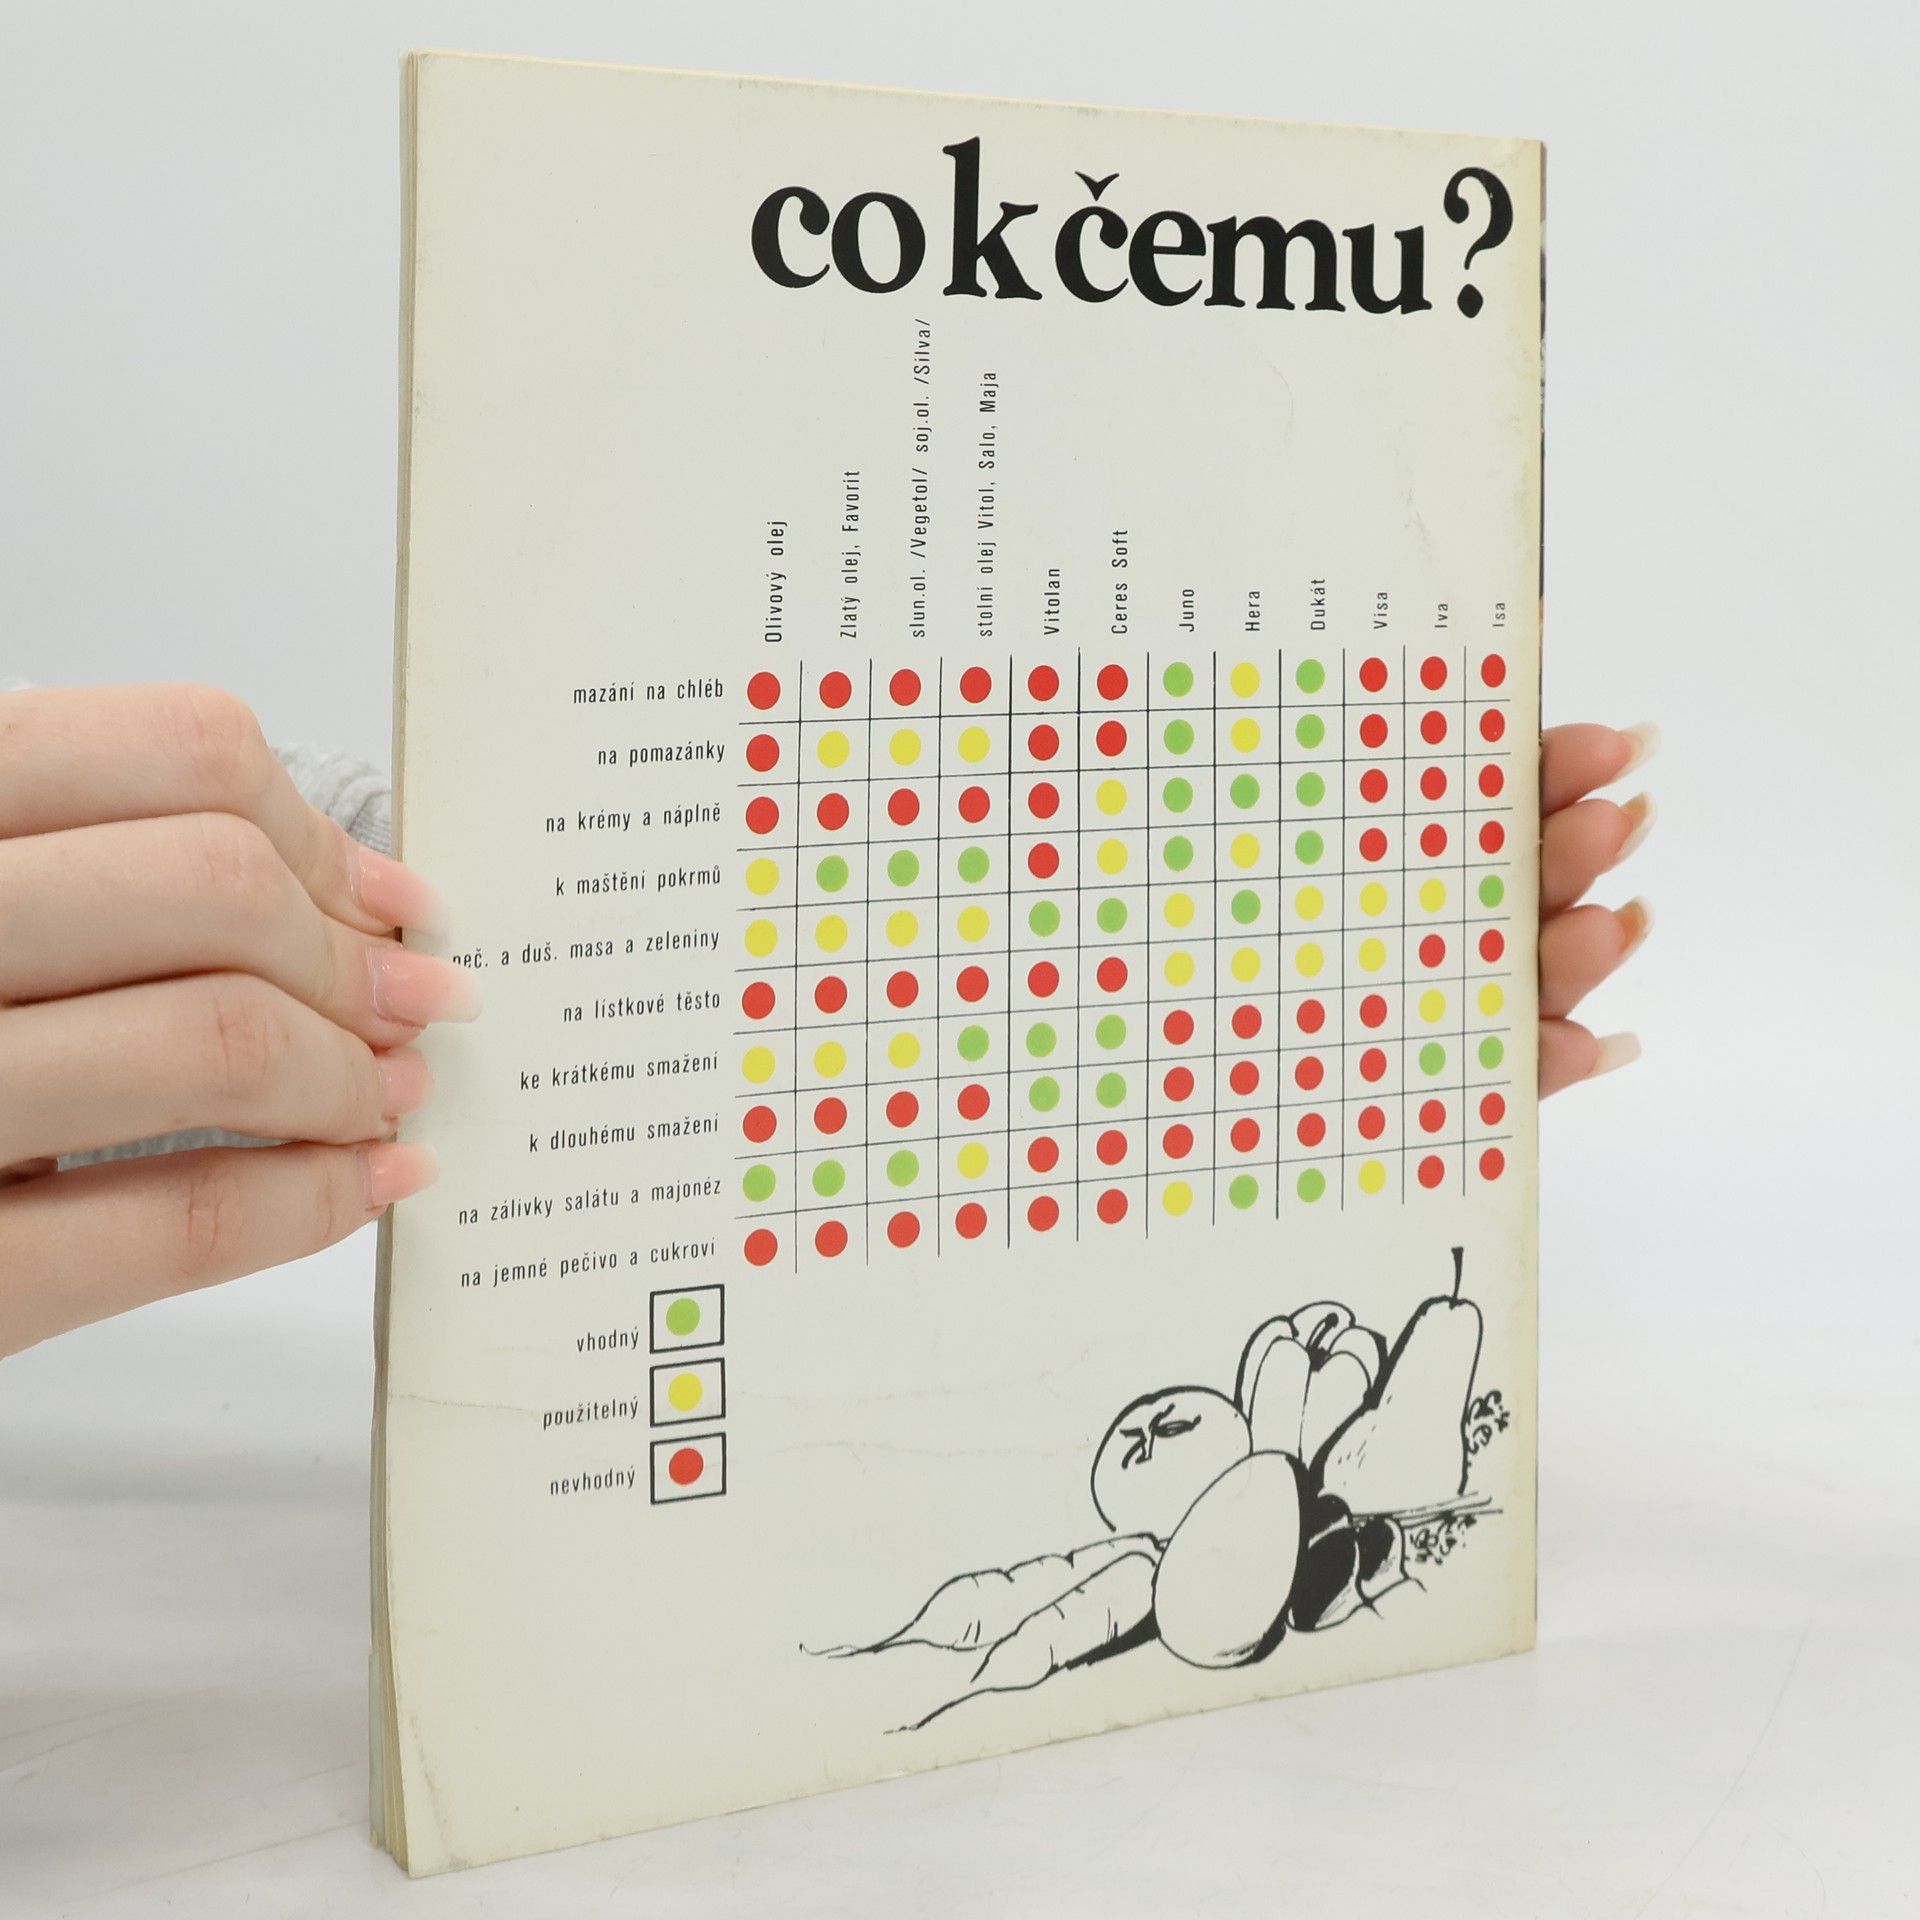 co k čemu?
Olivový olej
Zlatý olej, Favorit
slun.ol. /Vegetol/ soj.ol. /Silva/
stolní olej Vitol, Salo, Maja
Vitolan
Ceres Soft
Juno
Hera
Dukát
Visa
Iva
Isa
mazání na chléb
na pomazánky
na krémy a náplně
k maštění pokrmů
peč. a duš. masa a zeleniny
na lístkové těsto
ke krátkému smažení
k dlouhému smažení
na zálivky salátu a majonéz
na jemné pečivo a cukroví
vhodný
použitelný
nevhodný